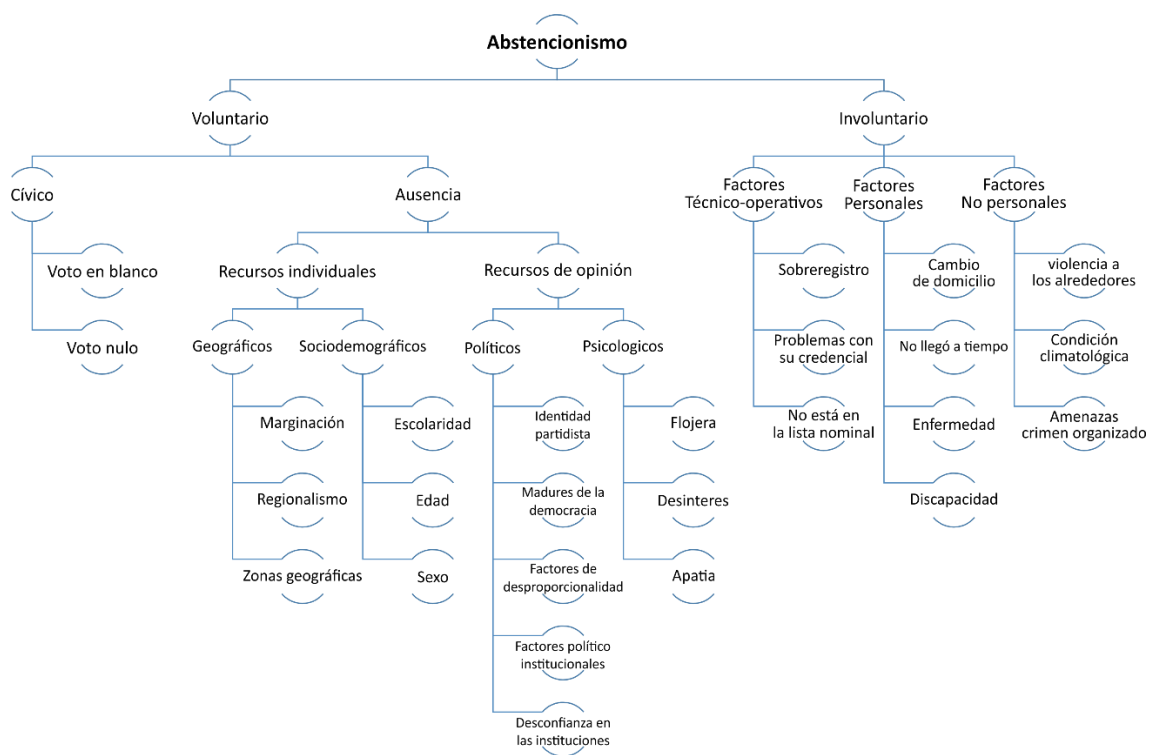 Abstencionismo
Voluntario
Involuntario
Cívico
Ausencia
Factores
Técnico-operativos
Factores
Personales
Factores
No personales
Voto en blanco
Voto nulo
Recursos individuales
Recursos de opinión
Geográficos
Sociodemográficos
Políticos
Psicologicos
Marginación
Regionalismo
Zonas geográficas
Escolaridad
Edad
Sexo
Identidad
partidista
Madures de la
democracia
Factores de
desproporcionalidad
Factores político
institucionales
Desconfianza en
las instituciones
Flojera
Desinteres
Apatia
Sobreregistro
Problemas con
su credencial
No está en
la lista nominal
Cambio
de domicilio
No llegó a tiempo
Enfermedad
Discapacidad
violencia a
los alrededores
Condición
climatológica
Amenazas
crimen organizado